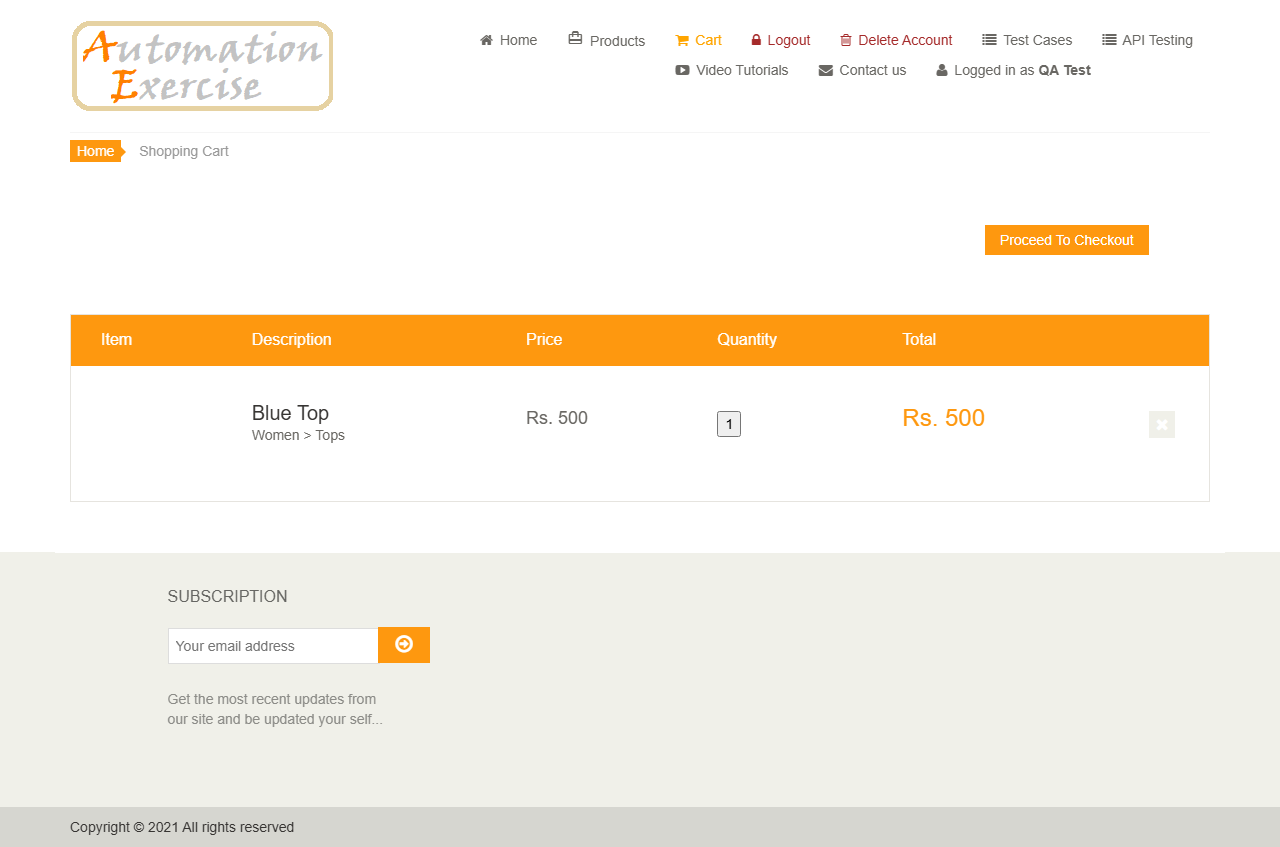 Automation
Exercise
Home Products Cart Logout Delete Account Test Cases API Testing
Video Tutorials Contact us Logged in as QA Test
Home Shopping Cart
Proceed To Checkout
Item Description Price Quantity Total
Blue Top Rs. 500 1 Rs. 500
Women > Tops
SUBSCRIPTION
Your email address
Get the most recent updates from
our site and be updated your self...
Copyright © 2021 All rights reserved